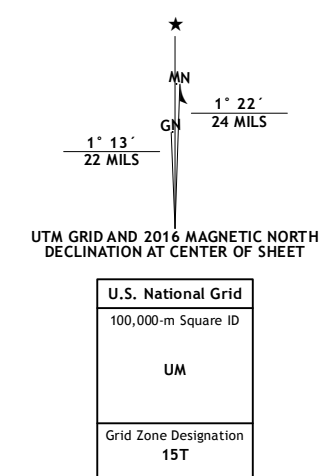 ★
MN
1° 22´
24 MILS
GN
1° 13´
22 MILS
UTM GRID AND 2016 MAGNETIC NORTH
DECLINATION AT CENTER OF SHEET
U.S. National Grid
100,000-m Square ID
UM
Grid Zone Designation
15T